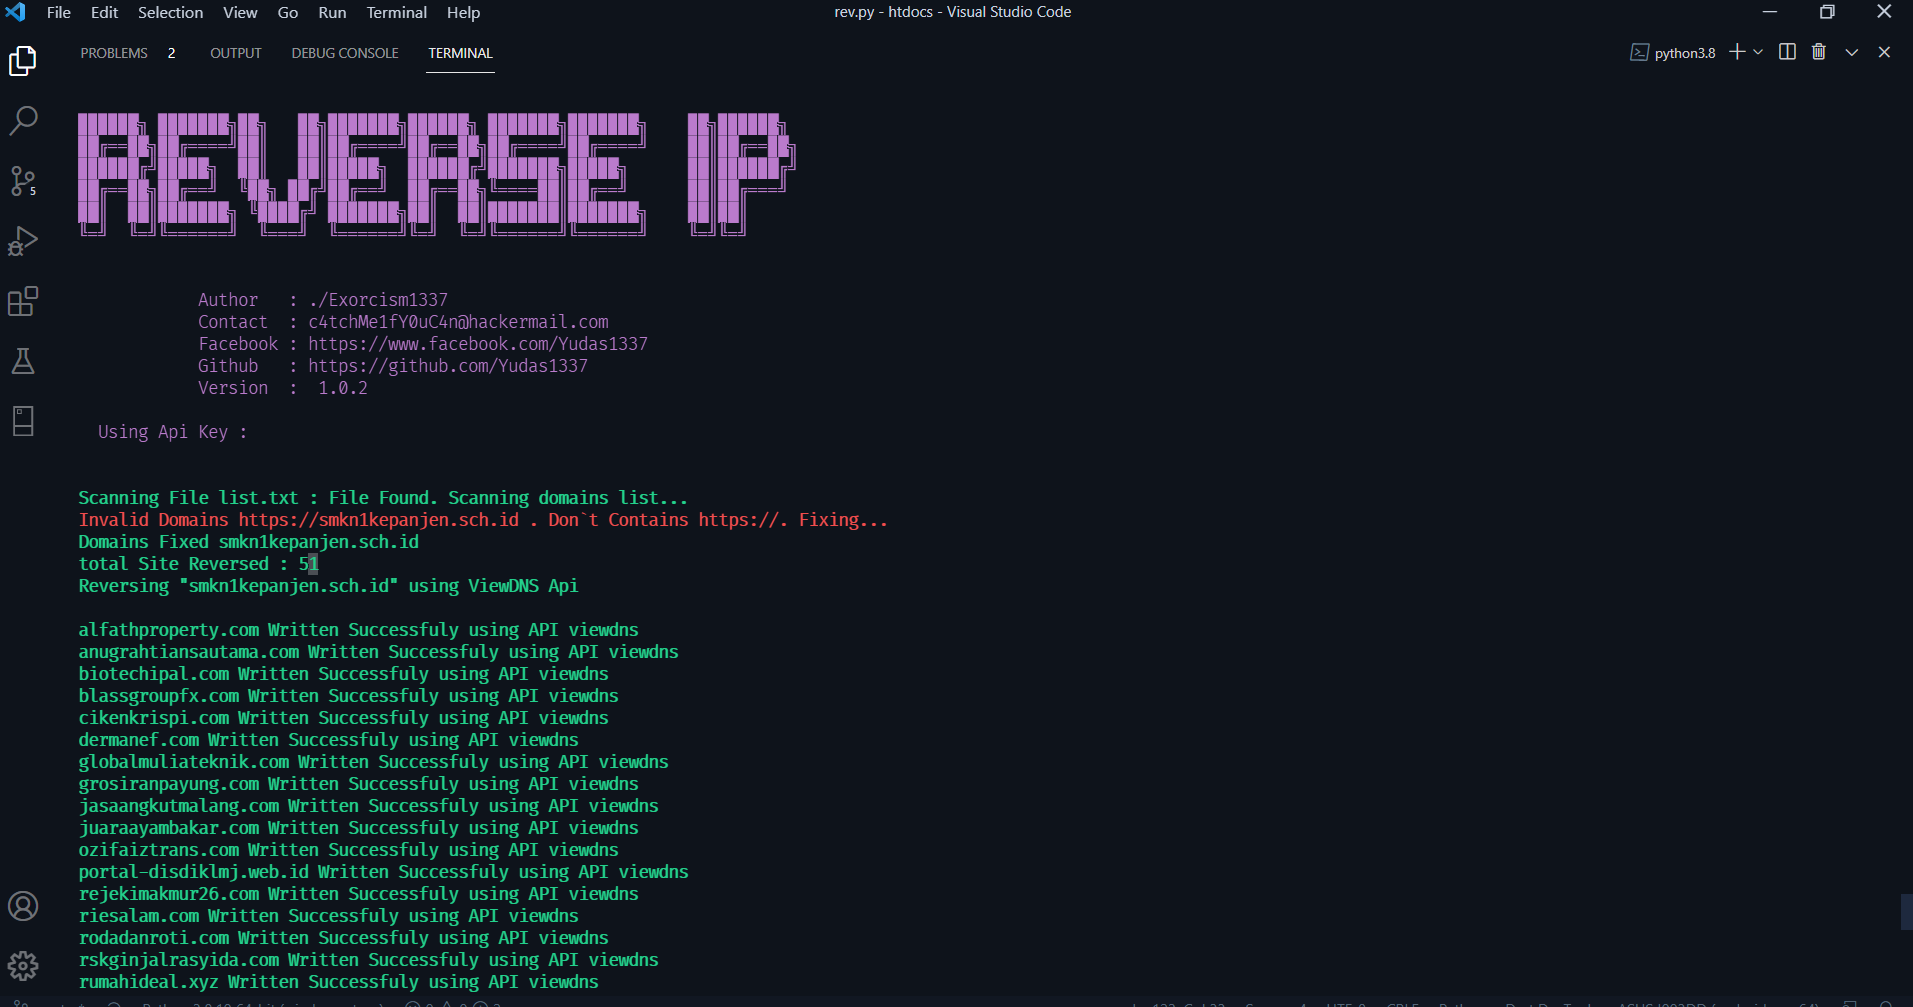 File Edit Selection View Go Run Terminal Help
rev.py - htdocs - Visual Studio Code
PROBLEMS 2 OUTPUT DEBUG CONSOLE TERMINAL
python3.8
5
REVERSE IP
Author : ./Exorcism1337
Contact : c4tchMe1fY0uC4n@hackermail.com
Facebook : https://www.facebook.com/Yudas1337
Github : https://github.com/Yudas1337
Version : 1.0.2
Using Api Key :
Scanning File list.txt : File Found. Scanning domains list...
Invalid Domains https://smkn1kepanjen.sch.id . Don`t Contains https://. Fixing...
Domains Fixed smkn1kepanjen.sch.id
total Site Reversed : 51
Reversing "smkn1kepanjen.sch.id" using ViewDNS Api
alfathproperty.com Written Successfuly using API viewdns
anugrahtiansautama.com Written Successfuly using API viewdns
biotechipal.com Written Successfuly using API viewdns
blassgroupfx.com Written Successfuly using API viewdns
cikenkrispi.com Written Successfuly using API viewdns
dermanef.com Written Successfuly using API viewdns
globalmuliateknik.com Written Successfuly using API viewdns
grosiranpayung.com Written Successfuly using API viewdns
jasaangkutmalang.com Written Successfuly using API viewdns
juaraayambakar.com Written Successfuly using API viewdns
ozifaiztrans.com Written Successfuly using API viewdns
portal-disdiklmj.web.id Written Successfuly using API viewdns
rejekimakmur26.com Written Successfuly using API viewdns
riesalam.com Written Successfuly using API viewdns
rodadanroti.com Written Successfuly using API viewdns
rskginjalrasyida.com Written Successfuly using API viewdns
rumahideal.xyz Written Successfuly using API viewdns